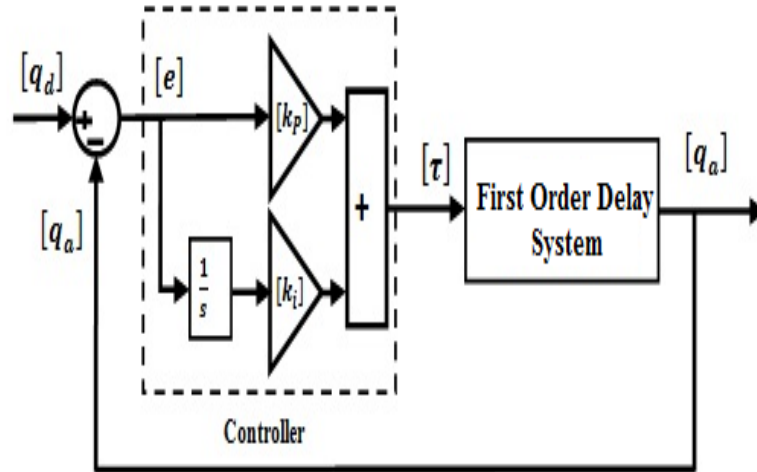 [q_d]
[e]
+
−
[k_P]
[q_a]
1/s
[k_i]
+
[τ]
First Order Delay
System
[q_a]
Controller